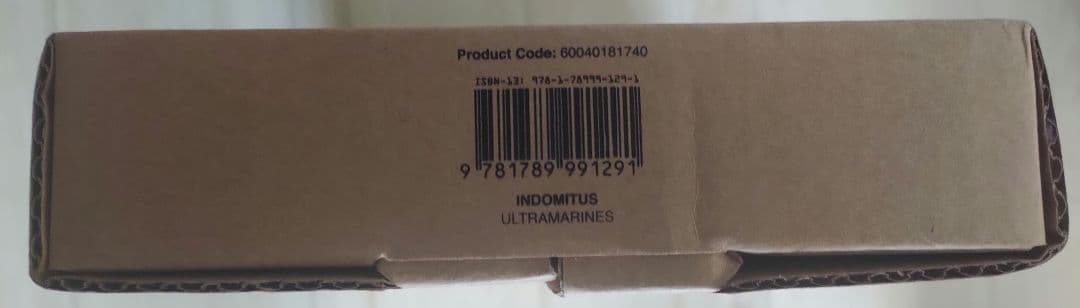 Product Code: 60040181740
ISBN-13: 978-1-78999-129-1
9 781789 991291
INDOMITUS
ULTRAMARINES